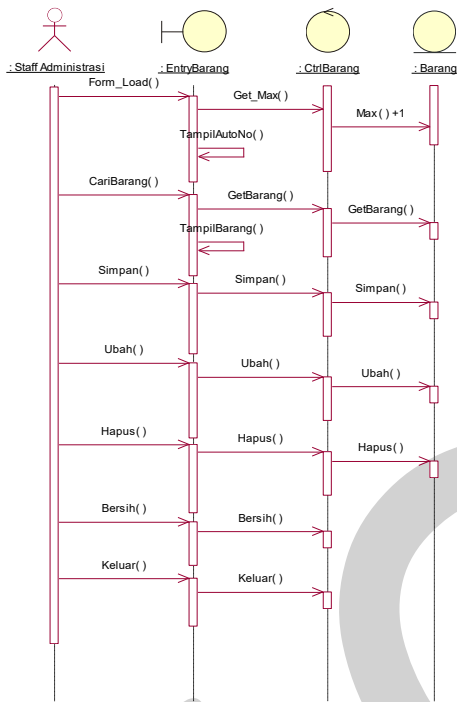 : Staff Administrasi
: EntryBarang
: CtrlBarang
: Barang
Form_Load( )
Get_Max( )
Max( ) +1
TampilAutoNo( )
CariBarang( )
GetBarang( )
GetBarang( )
TampilBarang( )
Simpan( )
Simpan( )
Simpan( )
Ubah( )
Ubah( )
Ubah( )
Hapus( )
Hapus( )
Hapus( )
Bersih( )
Bersih( )
Keluar( )
Keluar( )